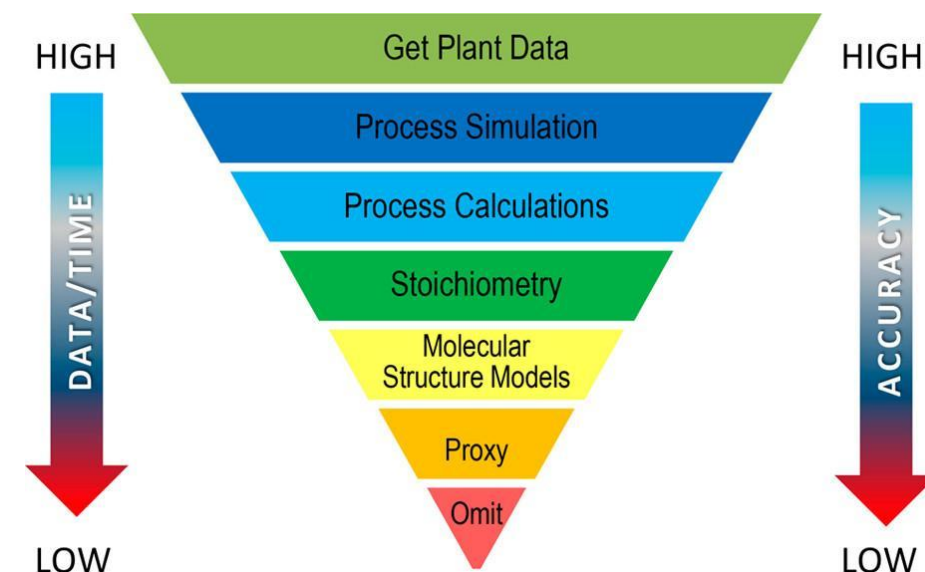 HIGH
Get Plant Data
HIGH
Process Simulation
Process Calculations
Stoichiometry
Molecular
Structure Models
Proxy
Omit
DATA/TIME
ACCURACY
LOW
LOW